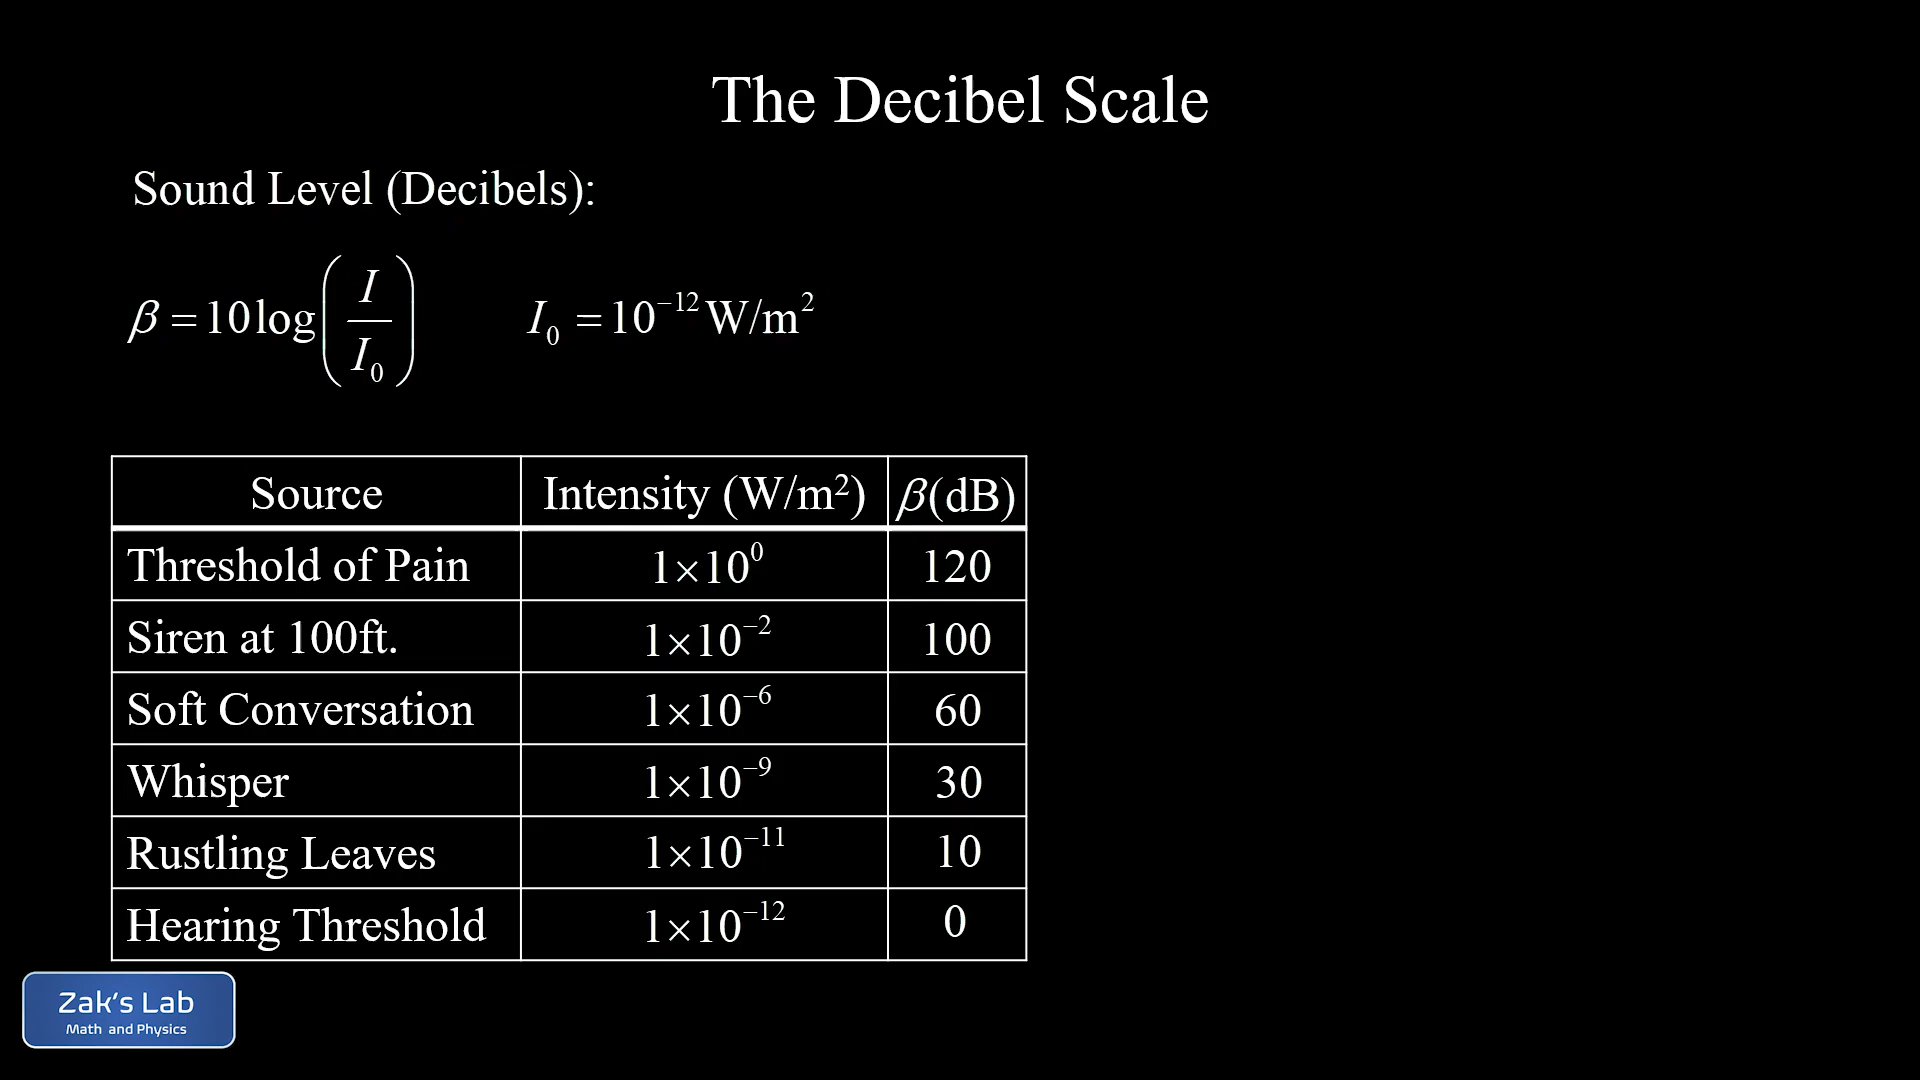 The Decibel Scale
Sound Level (Decibels):
β = 10 log(I/I₀)    I₀ = 10⁻¹² W/m²
Source    Intensity (W/m²)    β(dB)
Threshold of Pain    1×10⁰    120
Siren at 100ft.    1×10⁻²    100
Soft Conversation    1×10⁻⁶    60
Whisper    1×10⁻⁹    30
Rustling Leaves    1×10⁻¹¹    10
Hearing Threshold    1×10⁻¹²    0
Zak's Lab
Math and Physics